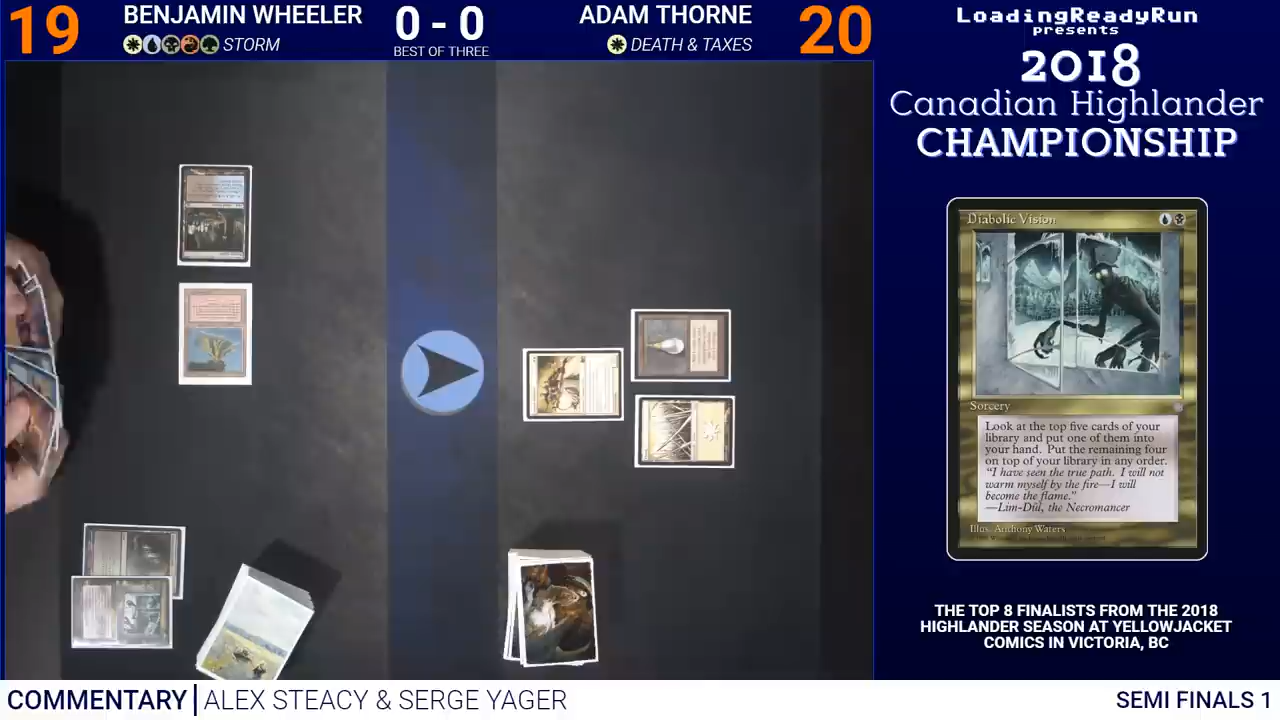 19
BENJAMIN WHEELER
STORM
0 - 0
BEST OF THREE
ADAM THORNE
DEATH & TAXES
20
LoadingReadyRun
presents
2018
Canadian Highlander
CHAMPIONSHIP
Diabolic Vision
Sorcery
Look at the top five cards of your
library and put one of them into
your hand. Put the remaining four
on top of your library in any order.
"I have seen the true path. I will not
warm myself by the fire—I will
become the flame."
—Lim-Dûl, the Necromancer
Illus. Anthony Waters
THE TOP 8 FINALISTS FROM THE 2018
HIGHLANDER SEASON AT YELLOWJACKET
COMICS IN VICTORIA, BC
COMMENTARY | ALEX STEACY & SERGE YAGER
SEMI FINALS 1